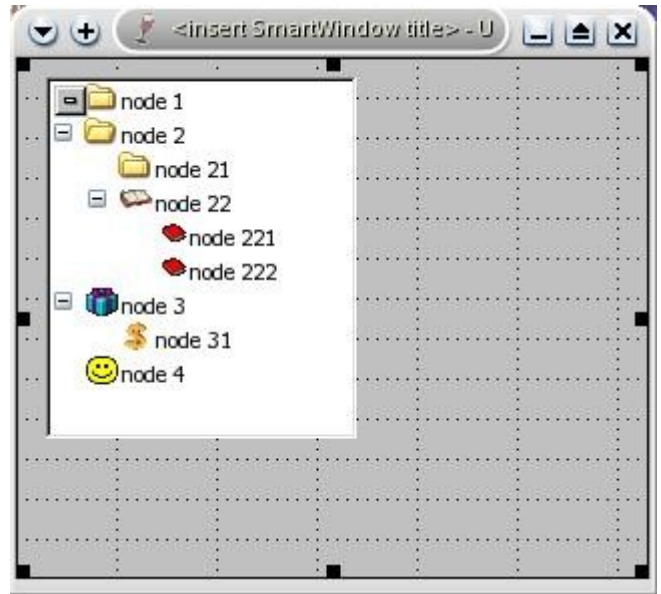 <insert SmartWindow title> - U
node 1
node 2
node 21
node 22
node 221
node 222
node 3
node 31
node 4